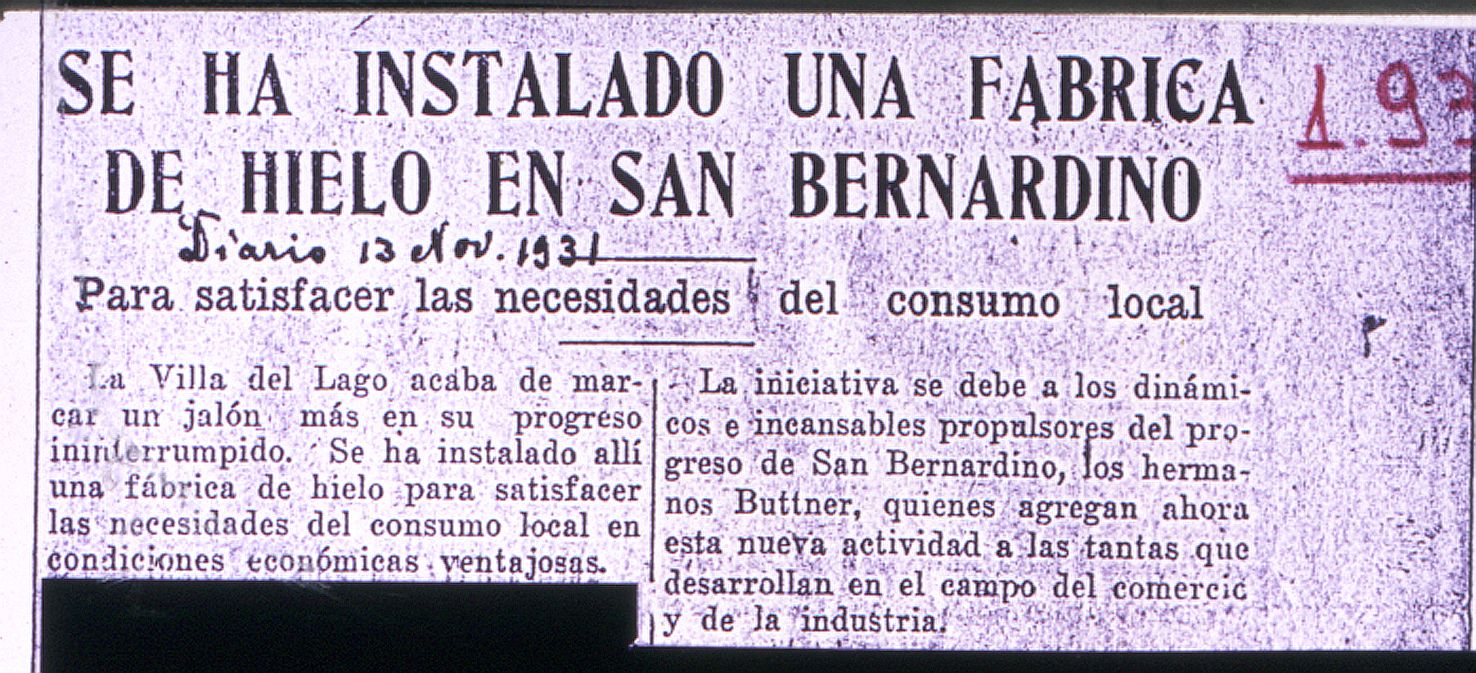 SE HA INSTALADO UNA FABRICA
DE HIELO EN SAN BERNARDINO
Diario 13 Nov. 1931
Para satisfacer las necesidades del consumo local
La Villa del Lago acaba de mar-
car un jalón más en su progreso
ininterrumpido. Se ha instalado allí
una fábrica de hielo para satisfacer
las necesidades del consumo local en
condiciones económicas ventajosas.
La iniciativa se debe a los dinámi-
cos e incansables propulsores del pro-
greso de San Bernardino, los herma-
nos Buttner, quienes agregan ahora
esta nueva actividad a las tantas que
desarrollan en el campo del comercio
y de la industria.